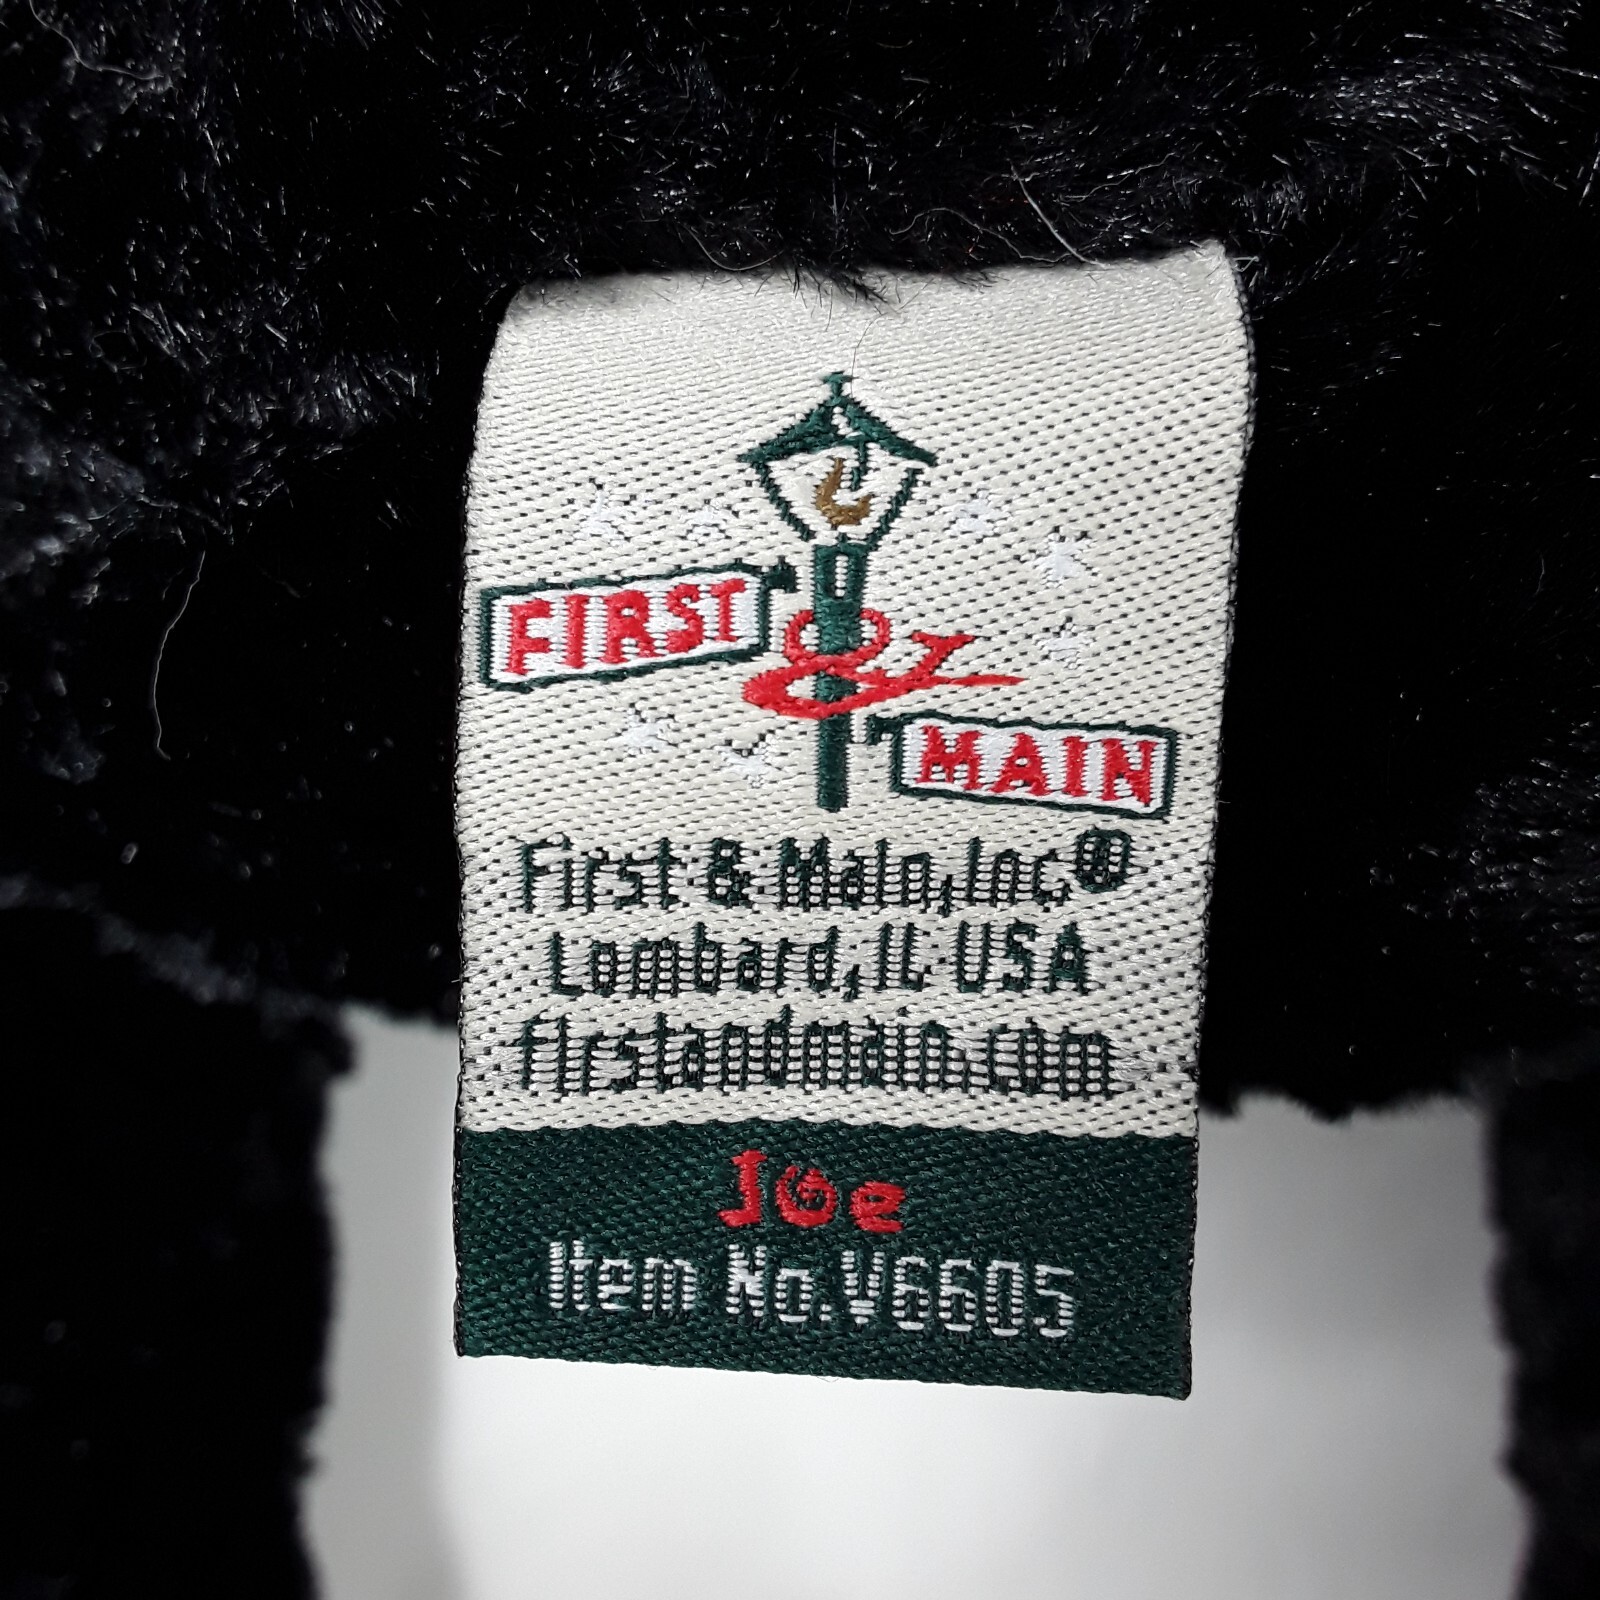 FIRST
&
MAIN
First & Main, Inc®
Lombard, IL USA
firstandmain.com
Joe
Item No. V6605